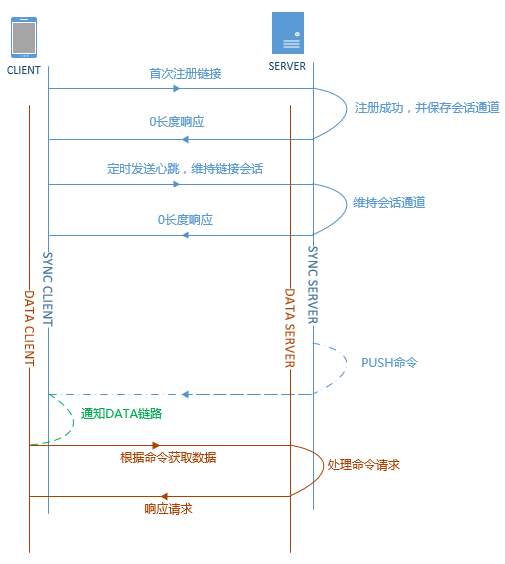 CLIENT
SERVER
首次注册链接
注册成功，并保存会话通道
0长度响应
定时发送心跳，维持链接会话
维持会话通道
0长度响应
SYNC CLIENT
SYNC SERVER
DATA CLIENT
DATA SERVER
PUSH命令
通知DATA链路
根据命令获取数据
处理命令请求
响应请求